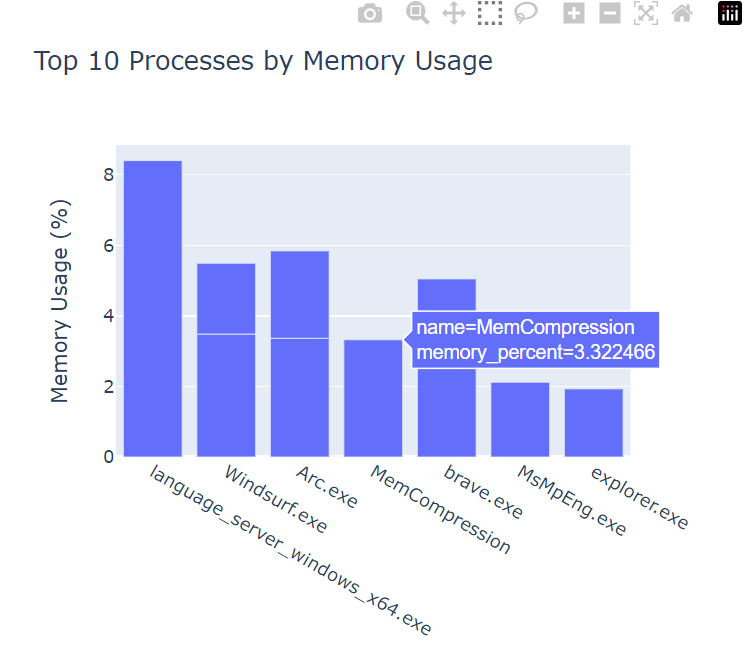 Top 10 Processes by Memory Usage
Memory Usage (%)
8
6
4
2
0
name=MemCompression
memory_percent=3.322466
language_server_windows_x64.exe
Windsurf.exe
Arc.exe
MemCompression
brave.exe
MsMpEng.exe
explorer.exe